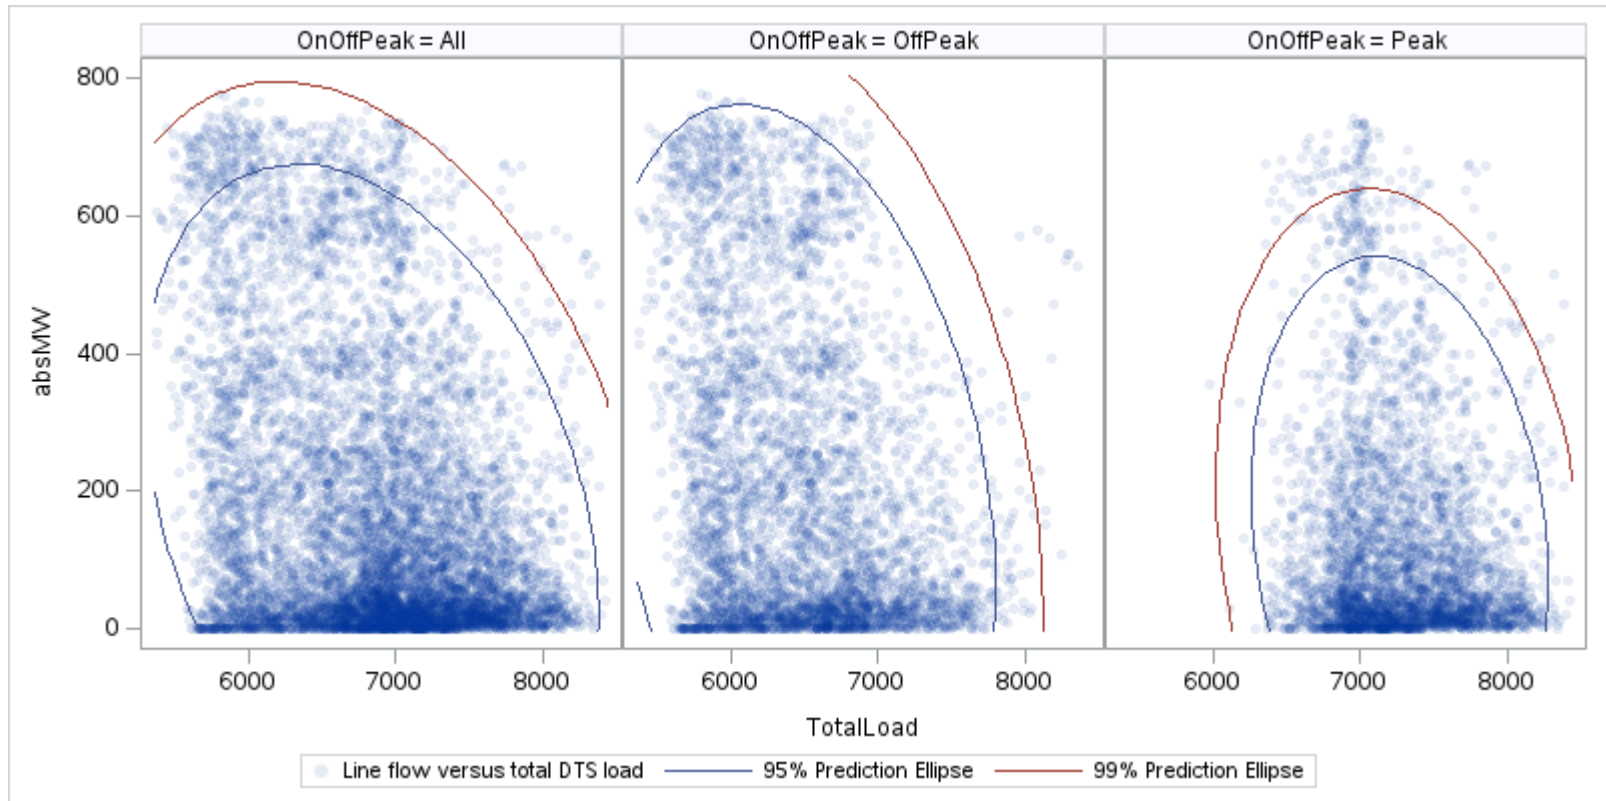 OnOffPeak = All
OnOffPeak = OffPeak
OnOffPeak = Peak
800
600
400
200
0
absMW
6000 7000 8000
6000 7000 8000
6000 7000 8000
TotalLoad
Line flow versus total DTS load
95% Prediction Ellipse
99% Prediction Ellipse